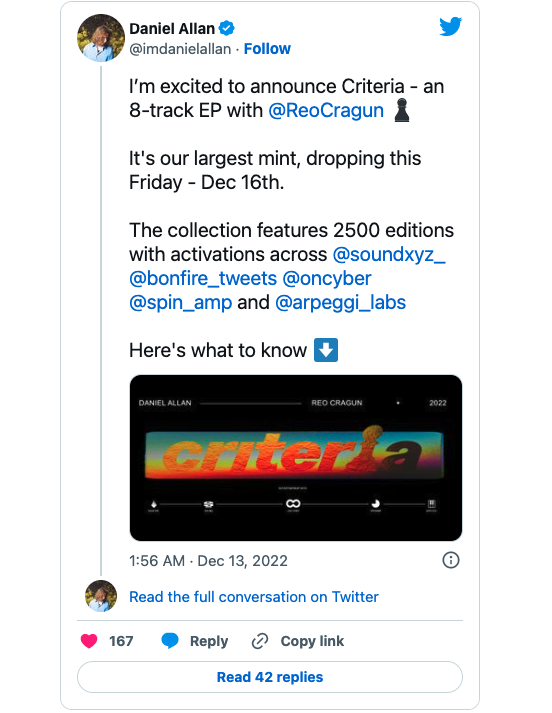 Daniel Allan
@imdanielallan · Follow
I'm excited to announce Criteria - an
8-track EP with @ReoCragun
It's our largest mint, dropping this
Friday - Dec 16th.
The collection features 2500 editions
with activations across @soundxyz_
@bonfire_tweets @oncyber
@spin_amp and @arpeggi_labs
Here's what to know
DANIEL ALLAN REO CRAGUN 2022
criteria
1:56 AM · Dec 13, 2022
Read the full conversation on Twitter
167 Reply Copy link
Read 42 replies